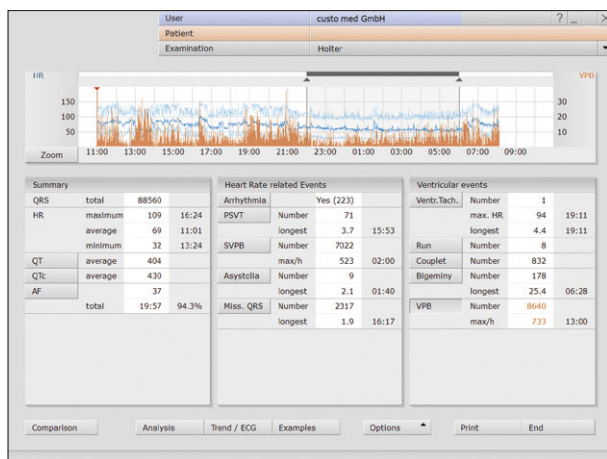 User custo med GmbH ? _ X
Patient
Examination Holter
HR VPB
150 30
100 20
50 10
Zoom 11:00 13:00 15:00 17:00 19:00 21:00 23:00 01:00 03:00 05:00 07:00 09:00
Summary
QRS total 88560
HR maximum 109 16:24
average 69 11:01
minimum 32 13:24
QT average 404
QTc average 430
AF 37
total 19:57 94.3%
Heart Rate related Events
Arrhythmia Yes (223)
PSVT Number 71
longest 3.7 15:53
SVPB Number 7022
max/h 523 02:00
Asystolia Number 9
longest 2.1 01:40
Miss. QRS Number 2317
longest 1.9 16:17
Ventricular events
Ventr.Tach. Number 1
max. HR 94 19:11
longest 4.4 19:11
Run Number 8
Couplet Number 832
Bigeminy Number 178
longest 25.4 06:28
VPB Number 8640
max/h 733 13:00
Comparison Analysis Trend / ECG Examples Options Print End